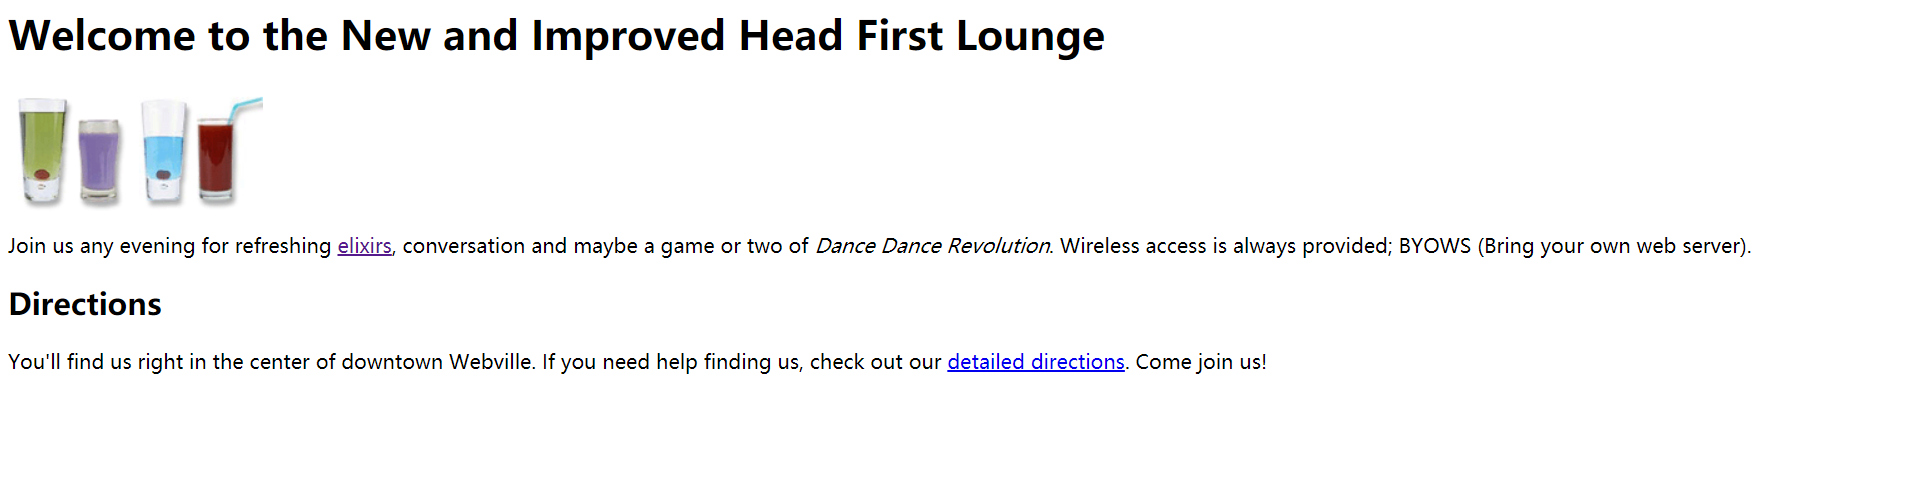 Welcome to the New and Improved Head First Lounge
Join us any evening for refreshing elixirs, conversation and maybe a game or two of Dance Dance Revolution. Wireless access is always provided; BYOWS (Bring your own web server).
Directions
You'll find us right in the center of downtown Webville. If you need help finding us, check out our detailed directions. Come join us!